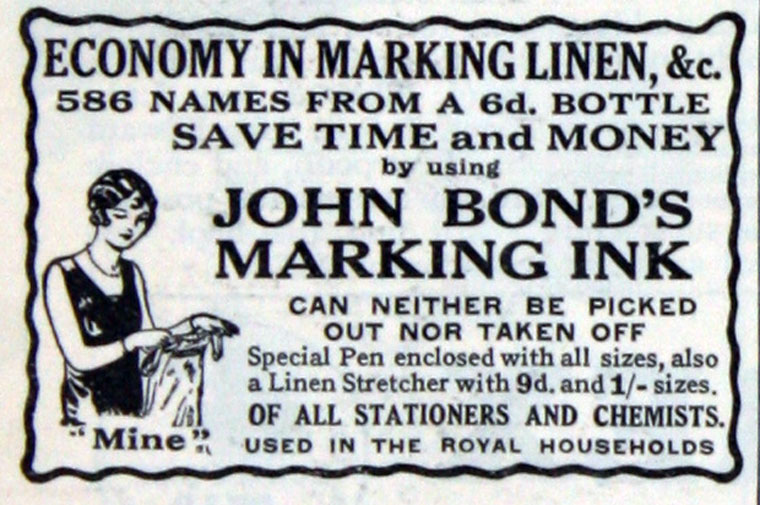 ECONOMY IN MARKING LINEN, &c.
586 NAMES FROM A 6d. BOTTLE
SAVE TIME and MONEY
by using
JOHN BOND'S
MARKING INK
CAN NEITHER BE PICKED
OUT NOR TAKEN OFF
Special Pen enclosed with all sizes, also
a Linen Stretcher with 9d. and 1/- sizes.
OF ALL STATIONERS AND CHEMISTS.
"Mine" USED IN THE ROYAL HOUSEHOLDS